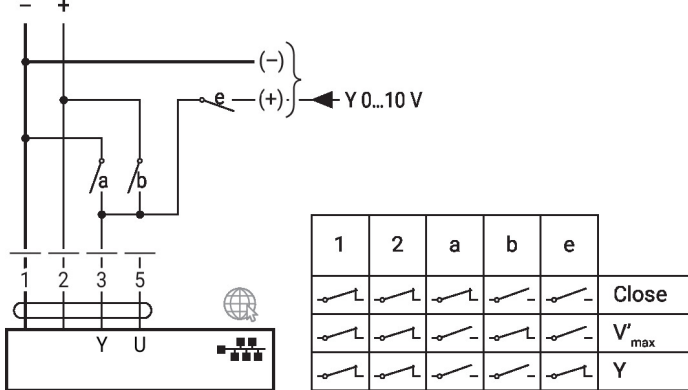 − +
(−)
e (+) Y 0...10 V
a b
1 2 3 5
Y U
1 2 a b e
Close
V'max
Y